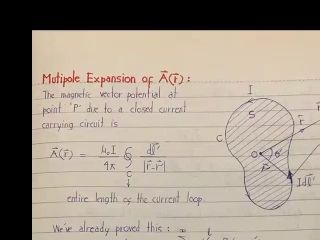 Mutipole Expansion of A⃗(r⃗) :
The magnetic vector potential at
point 'P' due to a closed current
carrying circuit is
A⃗(r⃗) = μ₀I/4π ∮ dl⃗'/|r⃗-r⃗'|
C
↓
entire length of the current loop
We've already proved this :
I
S
C
O
θ'
r⃗'
r⃗
Idl⃗'